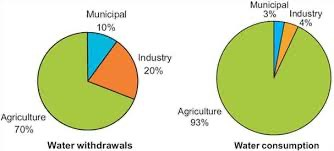 Municipal
10%
Industry
20%
Agriculture
70%
Water withdrawals
Municipal
3%
Industry
4%
Agriculture
93%
Water consumption